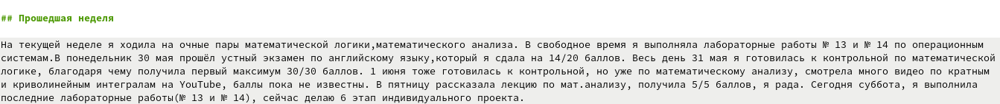 ## Прошедшая неделя
На текущей неделе я ходила на очные пары математической логики,математического анализа. В свободное время я выполняла лабораторные работы № 13 и № 14 по операционным
системам.В понедельник 30 мая прошёл устный экзамен по английскому языку,который я сдала на 14/20 баллов. Весь день 31 мая я готовилась к контрольной по математической
логике, благодаря чему получила первый максимум 30/30 баллов. 1 июня тоже готовилась к контрольной, но уже по математическому анализу, смотрела много видео по кратным
и криволинейным интегралам на YouTube, баллы пока не известны. В пятницу рассказала лекцию по мат.анализу, получила 5/5 баллов, я рада. Сегодня суббота, я выполнила
последние лабораторные работы(№ 13 и № 14), сейчас делаю 6 этап индивидуального проекта.